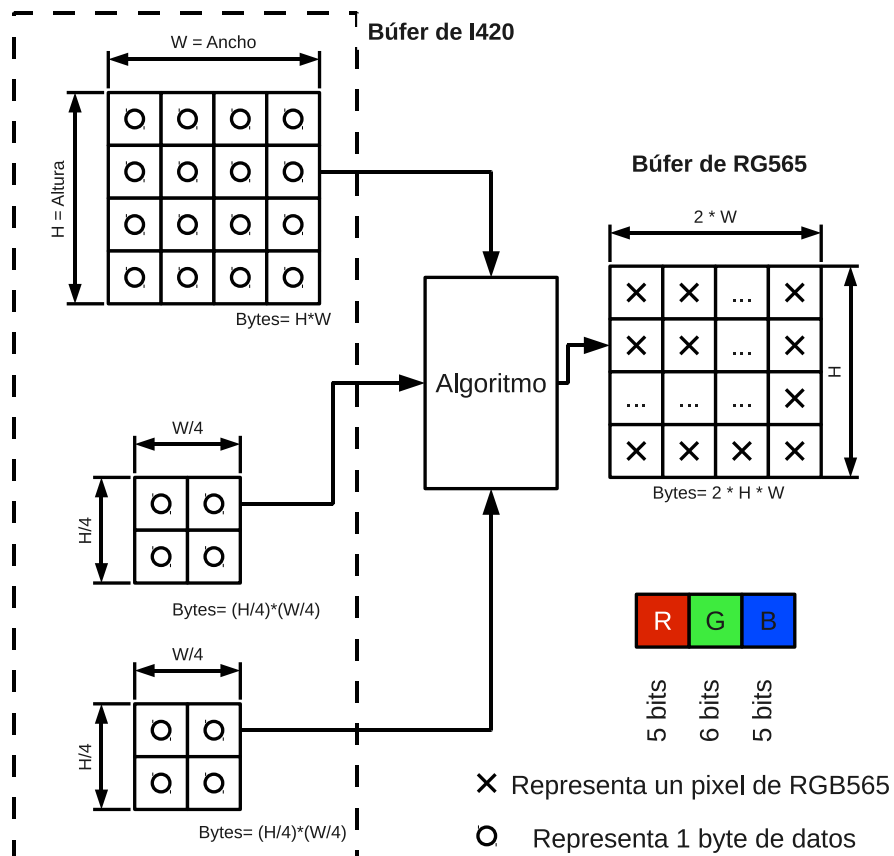 Búfer de I420
W = Ancho
H = Altura
Bytes= H*W
W/4
H/4
Bytes= (H/4)*(W/4)
W/4
H/4
Bytes= (H/4)*(W/4)
Algoritmo
Búfer de RG565
2 * W
...
...
... ... 
H
Bytes= 2 * H * W
R G B
5 bits
6 bits
5 bits
Representa un pixel de RGB565
Representa 1 byte de datos